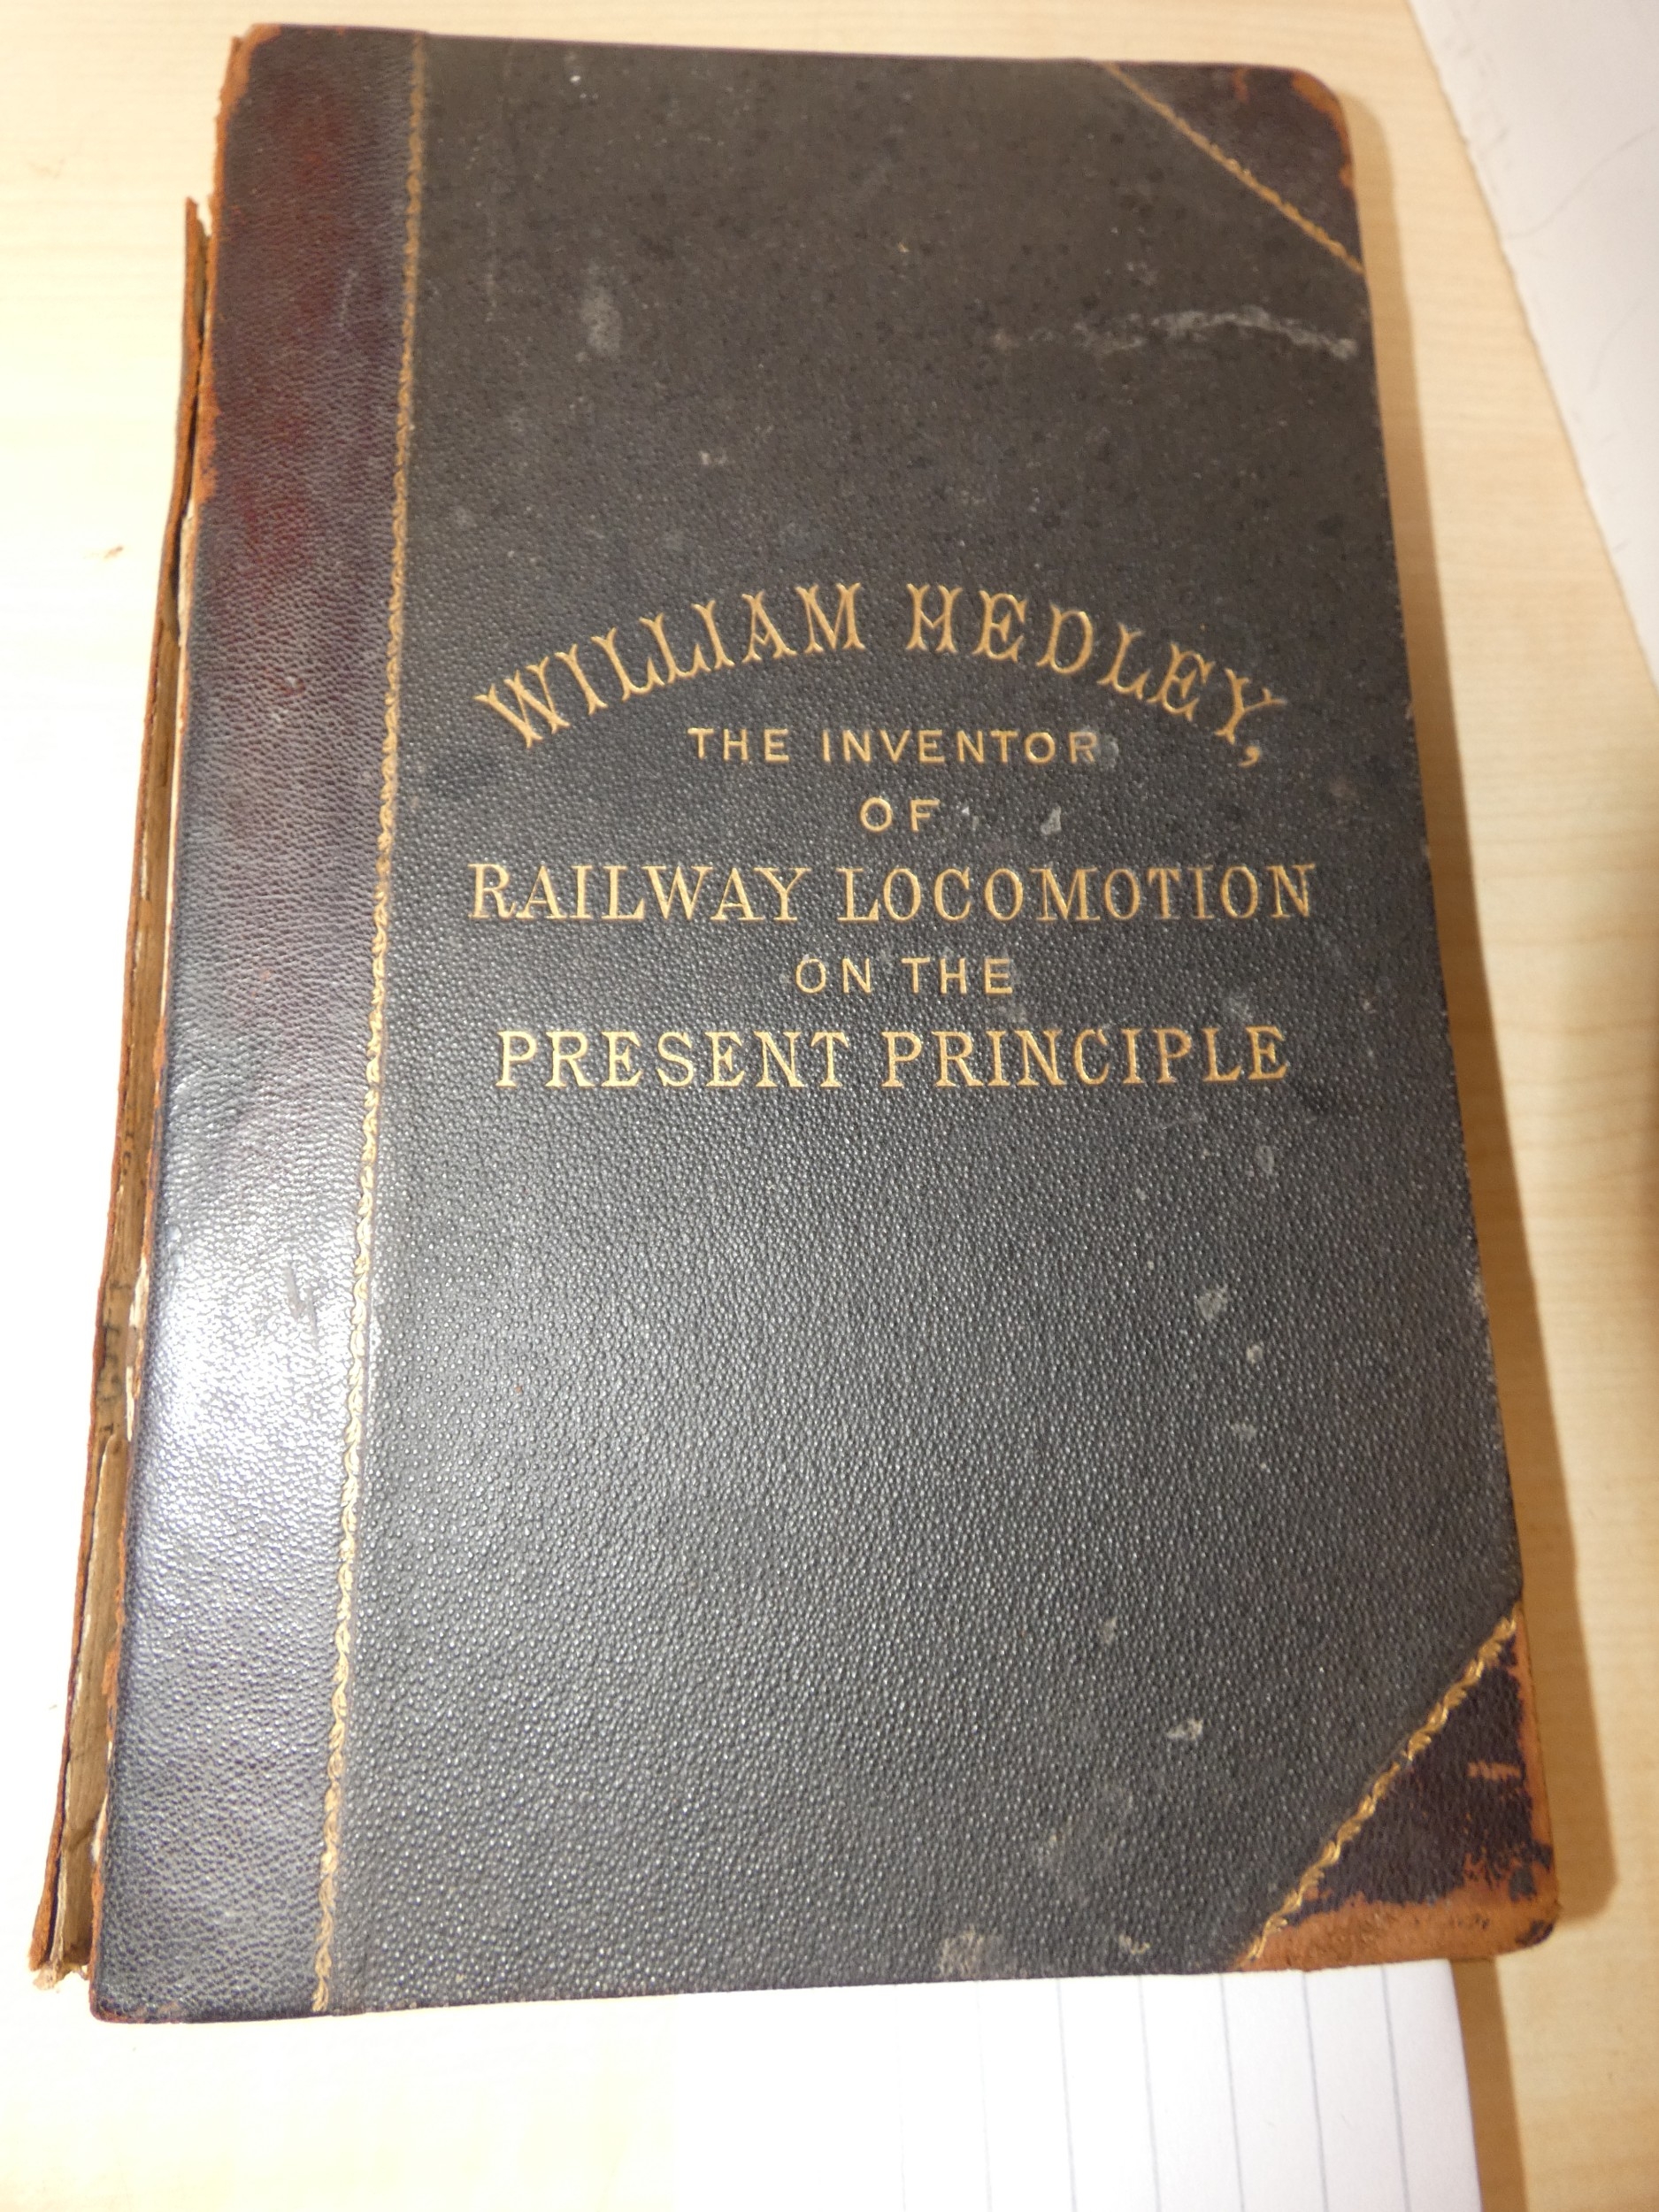 WILLIAM HEDLEY,
THE INVENTOR
OF
RAILWAY LOCOMOTION
ON THE
PRESENT PRINCIPLE